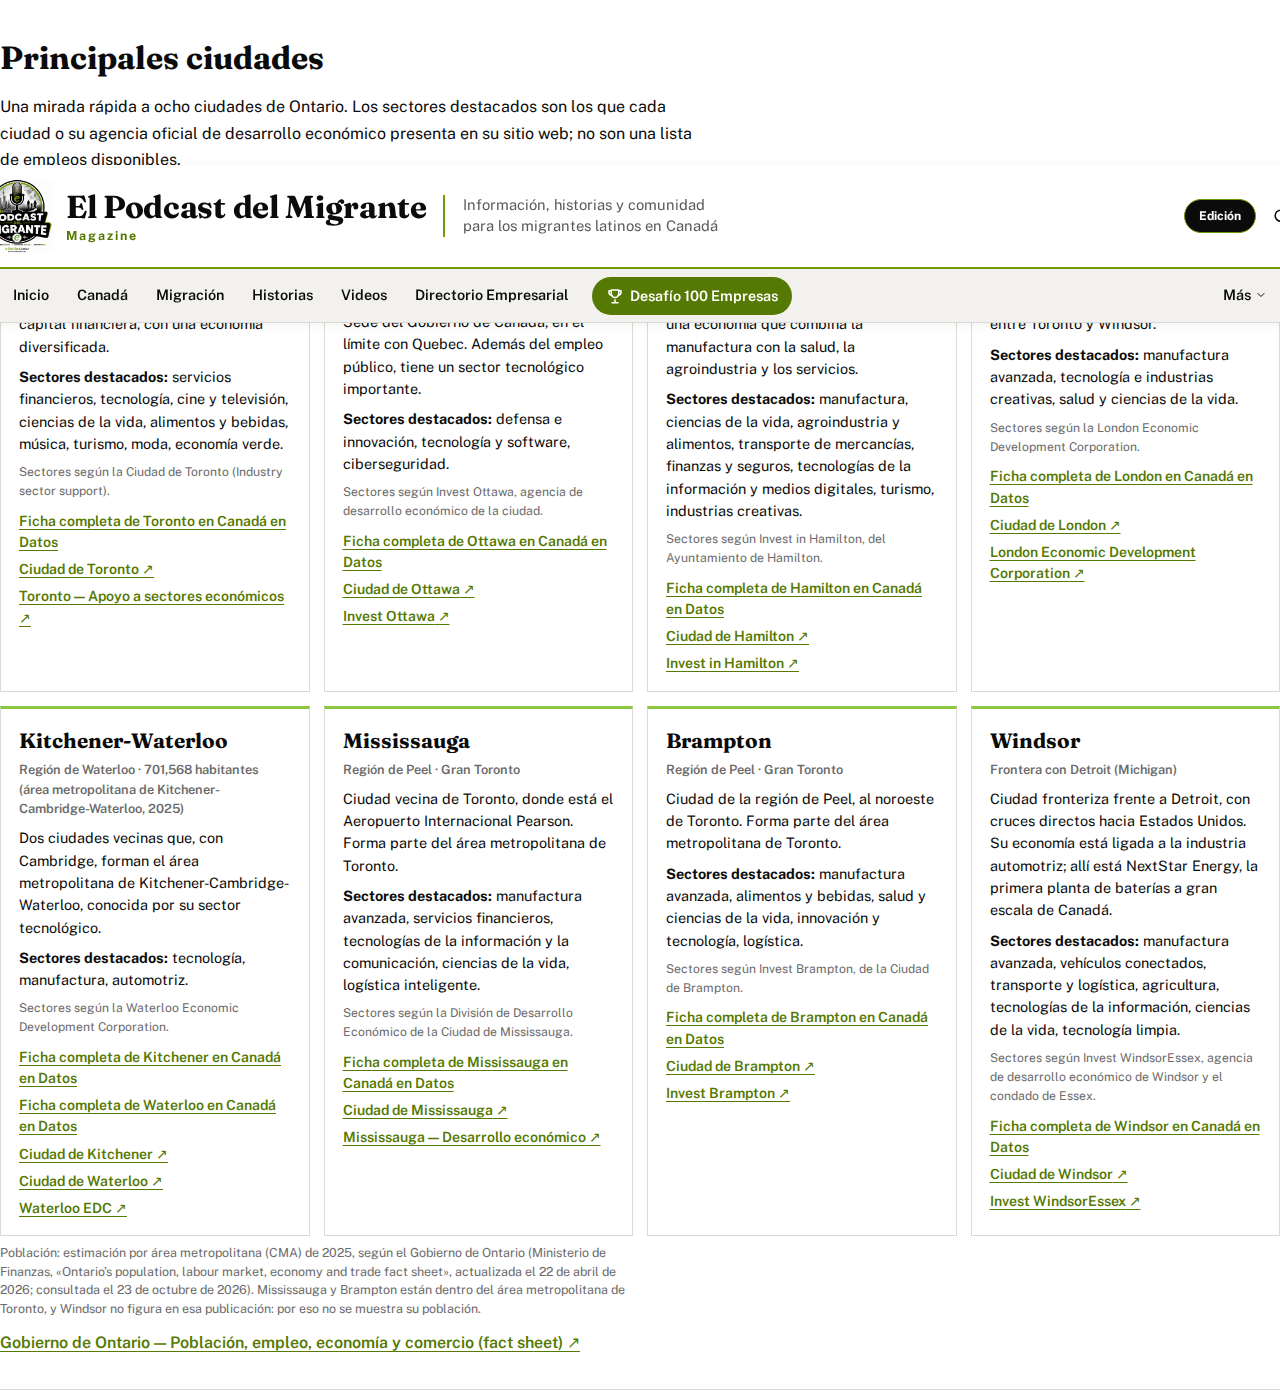 Principales ciudades
Una mirada rápida a ocho ciudades de Ontario. Los sectores destacados son los que cada
ciudad o su agencia oficial de desarrollo económico presenta en su sitio web; no son una lista
de empleos disponibles.
El Podcast del Migrante
Magazine
Información, historias y comunidad
para los migrantes latinos en Canadá
Edición
Inicio
Canadá
Migración
Historias
Videos
Directorio Empresarial
Desafío 100 Empresas
Más
capital financiera, con una economía
diversificada.
Sectores destacados: servicios
financieros, tecnología, cine y televisión,
ciencias de la vida, alimentos y bebidas,
música, turismo, moda, economía verde.
Sectores según la Ciudad de Toronto (Industry
sector support).
Ficha completa de Toronto en Canadá en
Datos
Ciudad de Toronto ↗
Toronto — Apoyo a sectores económicos
↗
Sede del Gobierno de Canadá, en el
límite con Quebec. Además del empleo
público, tiene un sector tecnológico
importante.
Sectores destacados: defensa e
innovación, tecnología y software,
ciberseguridad.
Sectores según Invest Ottawa, agencia de
desarrollo económico de la ciudad.
Ficha completa de Ottawa en Canadá en
Datos
Ciudad de Ottawa ↗
Invest Ottawa ↗
una economía que combina la
manufactura con la salud, la
agroindustria y los servicios.
Sectores destacados: manufactura,
ciencias de la vida, agroindustria y
alimentos, transporte de mercancías,
finanzas y seguros, tecnologías de la
información y medios digitales, turismo,
industrias creativas.
Sectores según Invest in Hamilton, del
Ayuntamiento de Hamilton.
Ficha completa de Hamilton en Canadá
en Datos
Ciudad de Hamilton ↗
Invest in Hamilton ↗
entre Toronto y Windsor.
Sectores destacados: manufactura
avanzada, tecnología e industrias
creativas, salud y ciencias de la vida.
Sectores según la London Economic
Development Corporation.
Ficha completa de London en Canadá en
Datos
Ciudad de London ↗
London Economic Development
Corporation ↗
Kitchener-Waterloo
Región de Waterloo · 701,568 habitantes
(área metropolitana de Kitchener-
Cambridge-Waterloo, 2025)
Dos ciudades vecinas que, con
Cambridge, forman el área
metropolitana de Kitchener-Cambridge-
Waterloo, conocida por su sector
tecnológico.
Sectores destacados: tecnología,
manufactura, automotriz.
Sectores según la Waterloo Economic
Development Corporation.
Ficha completa de Kitchener en Canadá
en Datos
Ficha completa de Waterloo en Canadá
en Datos
Ciudad de Kitchener ↗
Ciudad de Waterloo ↗
Waterloo EDC ↗
Mississauga
Región de Peel · Gran Toronto
Ciudad vecina de Toronto, donde está el
Aeropuerto Internacional Pearson.
Forma parte del área metropolitana de
Toronto.
Sectores destacados: manufactura
avanzada, servicios financieros,
tecnologías de la información y la
comunicación, ciencias de la vida,
logística inteligente.
Sectores según la División de Desarrollo
Económico de la Ciudad de Mississauga.
Ficha completa de Mississauga en
Canadá en Datos
Ciudad de Mississauga ↗
Mississauga — Desarrollo económico ↗
Brampton
Región de Peel · Gran Toronto
Ciudad de la región de Peel, al noroeste
de Toronto. Forma parte del área
metropolitana de Toronto.
Sectores destacados: manufactura
avanzada, alimentos y bebidas, salud y
ciencias de la vida, innovación y
tecnología, logística.
Sectores según Invest Brampton, de la Ciudad
de Brampton.
Ficha completa de Brampton en Canadá
en Datos
Ciudad de Brampton ↗
Invest Brampton ↗
Windsor
Frontera con Detroit (Michigan)
Ciudad fronteriza frente a Detroit, con
cruces directos hacia Estados Unidos.
Su economía está ligada a la industria
automotriz; allí está NextStar Energy, la
primera planta de baterías a gran
escala de Canadá.
Sectores destacados: manufactura
avanzada, vehículos conectados,
transporte y logística, agricultura,
tecnologías de la información, ciencias
de la vida, tecnología limpia.
Sectores según Invest WindsorEssex, agencia
de desarrollo económico de Windsor y el
condado de Essex.
Ficha completa de Windsor en Canadá en
Datos
Ciudad de Windsor ↗
Invest WindsorEssex ↗
Población: estimación por área metropolitana (CMA) de 2025, según el Gobierno de Ontario (Ministerio de
Finanzas, «Ontario's population, labour market, economy and trade fact sheet», actualizada el 22 de abril de
2026; consultada el 23 de octubre de 2026). Mississauga y Brampton están dentro del área metropolitana de
Toronto, y Windsor no figura en esa publicación: por eso no se muestra su población.
Gobierno de Ontario — Población, empleo, economía y comercio (fact sheet) ↗